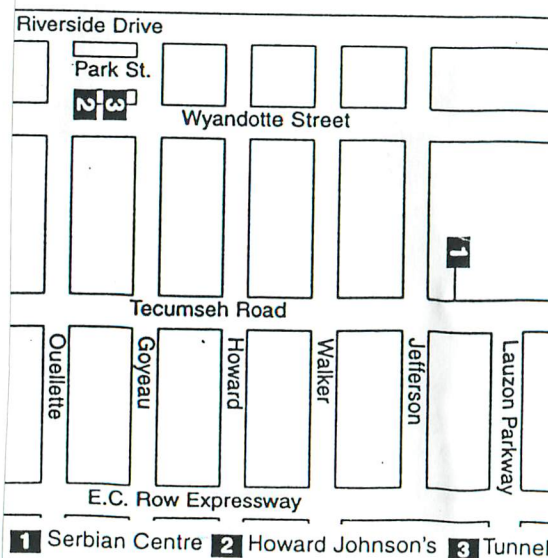 Riverside Drive
Park St.
2 3
Wyandotte Street
1
Tecumseh Road
Ouellette
Goyeau
Howard
Walker
Jefferson
Lauzon Parkway
E.C. Row Expressway
1 Serbian Centre 2 Howard Johnson's 3 Tunnel